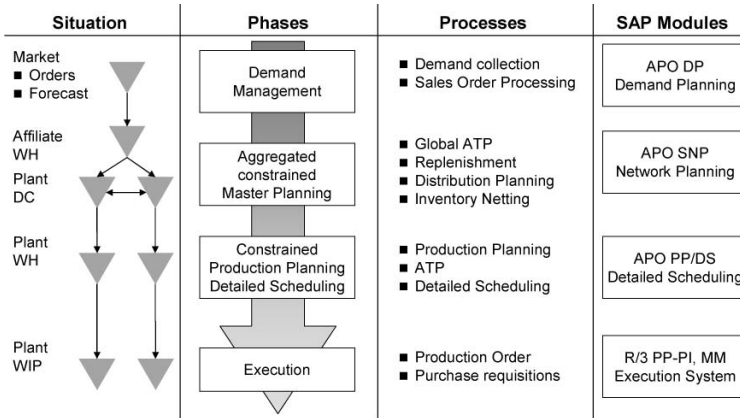 Situation
Phases
Processes
SAP Modules
Market
■ Orders
■ Forecast
Affiliate
WH
Plant
DC
Plant
WH
Plant
WIP
Demand
Management
Aggregated
constrained
Master Planning
Constrained
Production Planning
Detailed Scheduling
Execution
■ Demand collection
■ Sales Order Processing
■ Global ATP
■ Replenishment
■ Distribution Planning
■ Inventory Netting
■ Production Planning
■ ATP
■ Detailed Scheduling
■ Production Order
■ Purchase requisitions
APO DP
Demand Planning
APO SNP
Network Planning
APO PP/DS
Detailed Scheduling
R/3 PP-PI, MM
Execution System